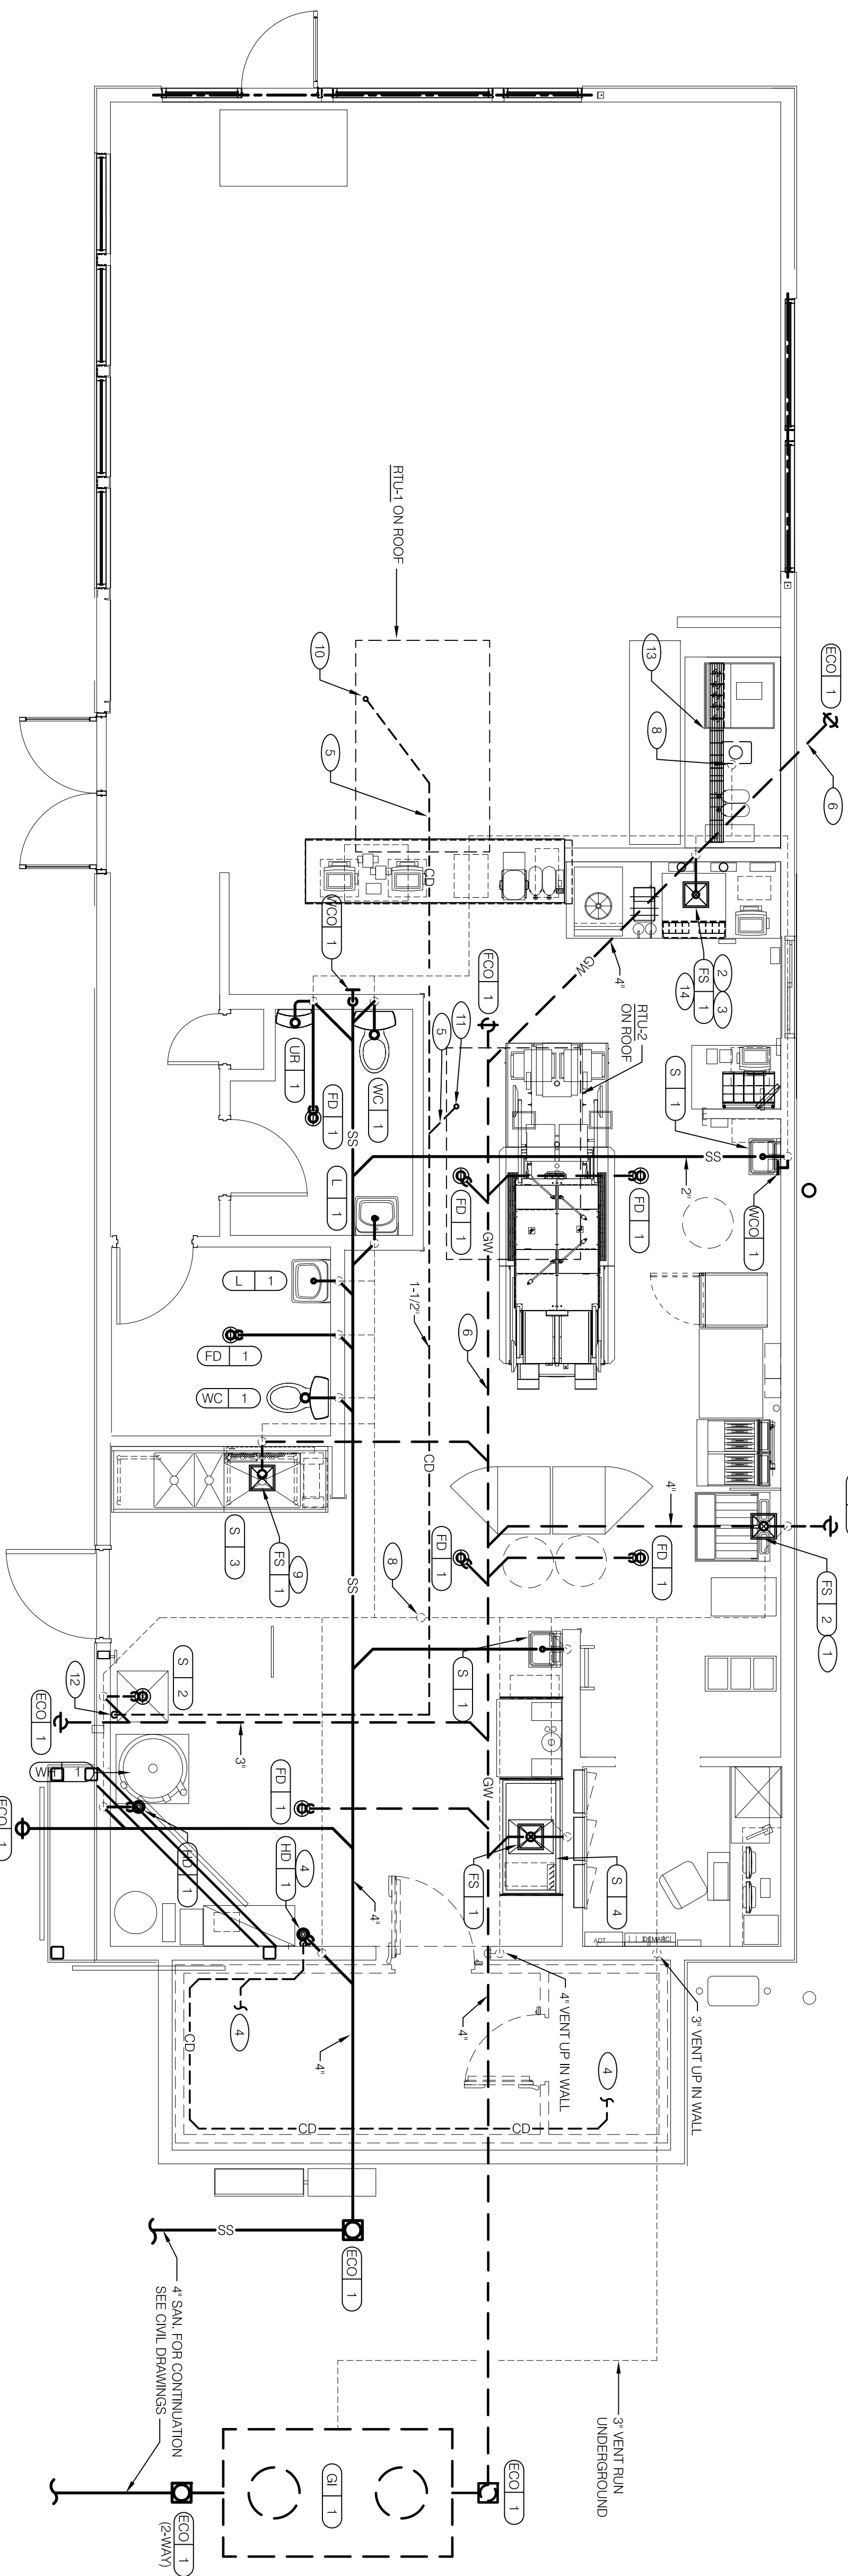 RTU-1 ON ROOF
10
5
13
8
ECO 1
6
CD
WCO 1
GW
4"
2
3
FS 1
14
FCO 1
RTU-2
ON ROOF
11
5
S 1
UR 1
WC 1
FD 1
SS
SS
2"
WCO 1
L 1
FD 1
FD 1
GW
1-1/2"
6
L 1
FD 1
WC 1
CD
4"
S 3
FS 1
9
FD 1
FD 1
FS 2
1
SS
8
S 1
S 2
12
ECO 1
3"
WH 1
FD 1
GW
HD 1
HD 1
4
FS 1
S 4
ECO 1
4"
ADT
DEMARC
4
CD
4"
4"
4" VENT UP IN WALL
3" VENT UP IN WALL
4
CD
CD
SS
ECO 1
4" SAN. FOR CONTINUATION
SEE CIVIL DRAWINGS
3" VENT RUN
UNDERGROUND
GI 1
ECO 1
ECO 1
(2-WAY)